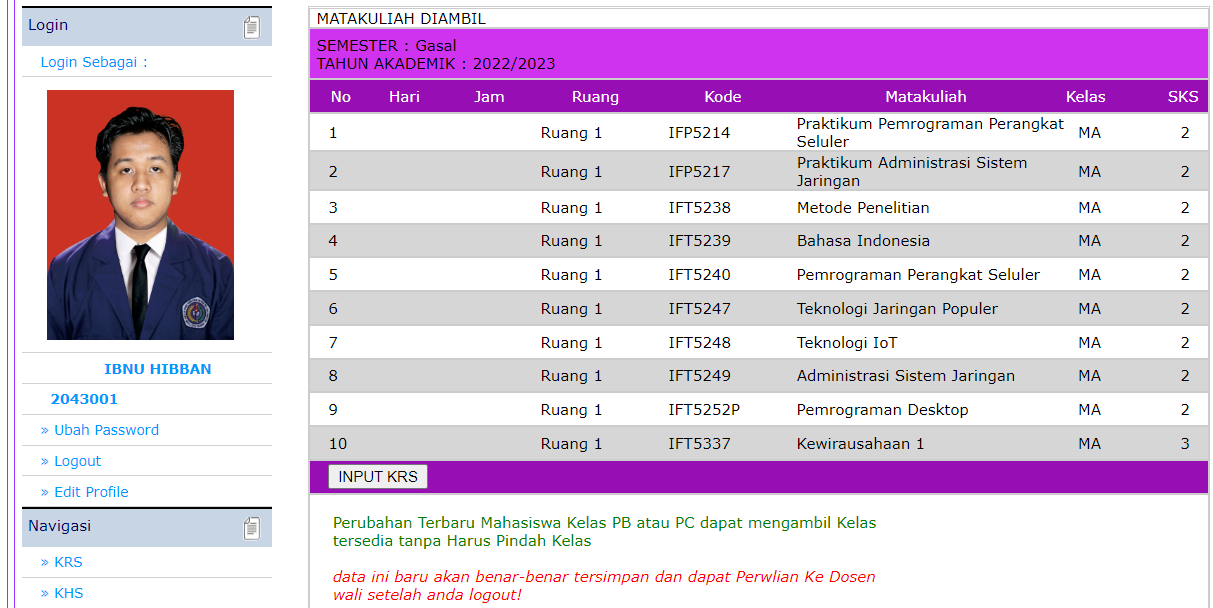 Login
Login Sebagai :
IBNU HIBBAN
2043001
» Ubah Password
» Logout
» Edit Profile
Navigasi
» KRS
» KHS
MATAKULIAH DIAMBIL
SEMESTER : Gasal
TAHUN AKADEMIK : 2022/2023
No Hari Jam Ruang Kode Matakuliah Kelas SKS
1 Ruang 1 IFP5214 Praktikum Pemrograman Perangkat Seluler MA 2
2 Ruang 1 IFP5217 Praktikum Administrasi Sistem Jaringan MA 2
3 Ruang 1 IFT5238 Metode Penelitian MA 2
4 Ruang 1 IFT5239 Bahasa Indonesia MA 2
5 Ruang 1 IFT5240 Pemrograman Perangkat Seluler MA 2
6 Ruang 1 IFT5247 Teknologi Jaringan Populer MA 2
7 Ruang 1 IFT5248 Teknologi IoT MA 2
8 Ruang 1 IFT5249 Administrasi Sistem Jaringan MA 2
9 Ruang 1 IFT5252P Pemrograman Desktop MA 2
10 Ruang 1 IFT5337 Kewirausahaan 1 MA 3
INPUT KRS
Perubahan Terbaru Mahasiswa Kelas PB atau PC dapat mengambil Kelas
tersedia tanpa Harus Pindah Kelas
data ini baru akan benar-benar tersimpan dan dapat Perwlian Ke Dosen
wali setelah anda logout!